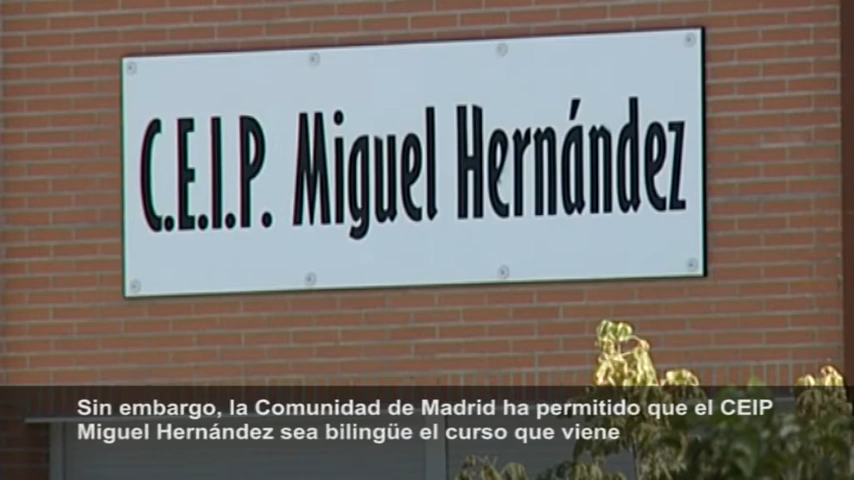 C.E.I.P. Miguel Hernández
Sin embargo, la Comunidad de Madrid ha permitido que el CEIP
Miguel Hernández sea bilingüe el curso que viene